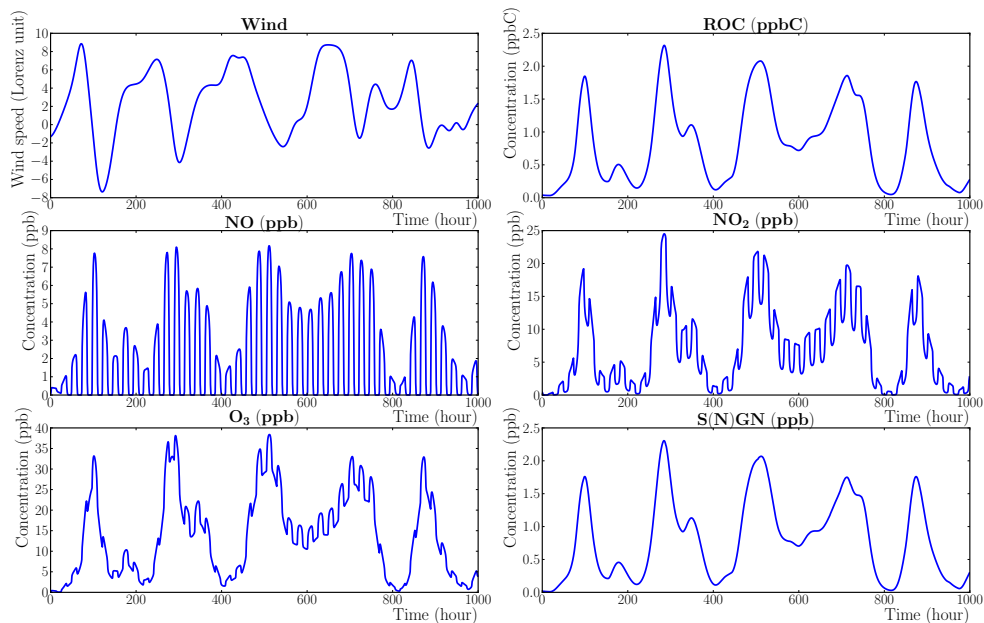 Wind
Wind speed (Lorenz unit)
10
8
6
4
2
0
−2
−4
−6
−8
0 200 400 600 800 1000
Time (hour)
ROC (ppbC)
Concentration (ppbC)
2.5
2.0
1.5
1.0
0.5
0.0
0 200 400 600 800 1000
Time (hour)
NO (ppb)
Concentration (ppb)
9
8
7
6
5
4
3
2
1
0
0 200 400 600 800 1000
Time (hour)
NO₂ (ppb)
Concentration (ppb)
25
20
15
10
5
0
0 200 400 600 800 1000
Time (hour)
O₃ (ppb)
Concentration (ppb)
40
35
30
25
20
15
10
5
0
0 200 400 600 800 1000
Time (hour)
S(N)GN (ppb)
Concentration (ppb)
2.5
2.0
1.5
1.0
0.5
0.0
0 200 400 600 800 1000
Time (hour)